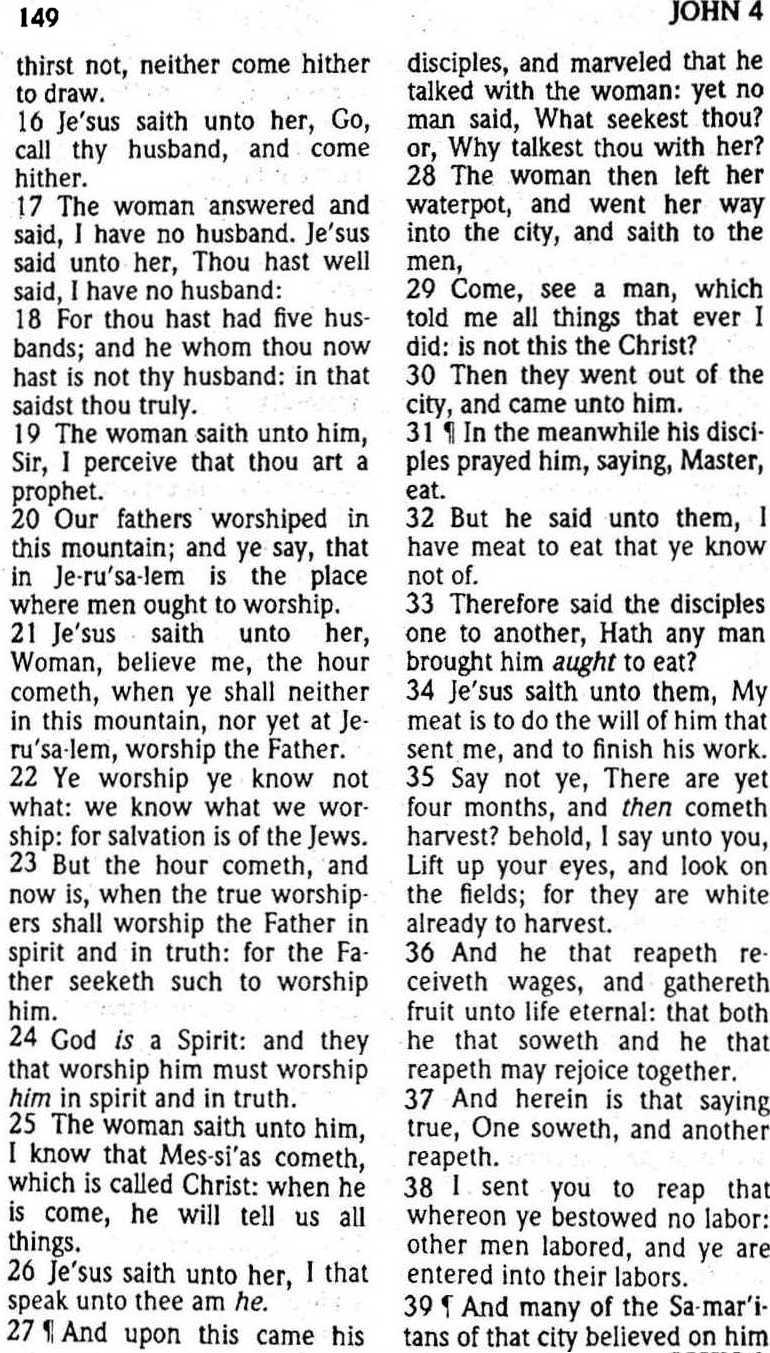 149
JOHN 4
thirst not, neither come hither
to draw.
16 Je'sus saith unto her, Go,
call thy husband, and come
hither.
17 The woman answered and
said, I have no husband. Je'sus
said unto her, Thou hast well
said, I have no husband:
18 For thou hast had five hus-
bands; and he whom thou now
hast is not thy husband: in that
saidst thou truly.
19 The woman saith unto him,
Sir, I perceive that thou art a
prophet.
20 Our fathers worshiped in
this mountain; and ye say, that
in Je-ru'sa-lem is the place
where men ought to worship.
21 Je'sus saith unto her,
Woman, believe me, the hour
cometh, when ye shall neither
in this mountain, nor yet at Je-
ru'sa-lem, worship the Father.
22 Ye worship ye know not
what: we know what we wor-
ship: for salvation is of the Jews.
23 But the hour cometh, and
now is, when the true worship-
ers shall worship the Father in
spirit and in truth: for the Fa-
ther seeketh such to worship
him.
24 God is a Spirit: and they
that worship him must worship
him in spirit and in truth.
25 The woman saith unto him,
I know that Mes-si'as cometh,
which is called Christ: when he
is come, he will tell us all
things.
26 Je'sus saith unto her, I that
speak unto thee am he.
27 ¶ And upon this came his
disciples, and marveled that he
talked with the woman: yet no
man said, What seekest thou?
or, Why talkest thou with her?
28 The woman then left her
waterpot, and went her way
into the city, and saith to the
men,
29 Come, see a man, which
told me all things that ever I
did: is not this the Christ?
30 Then they went out of the
city, and came unto him.
31 ¶ In the meanwhile his disci-
ples prayed him, saying, Master,
eat.
32 But he said unto them, I
have meat to eat that ye know
not of.
33 Therefore said the disciples
one to another, Hath any man
brought him aught to eat?
34 Je'sus saith unto them, My
meat is to do the will of him that
sent me, and to finish his work.
35 Say not ye, There are yet
four months, and then cometh
harvest? behold, I say unto you,
Lift up your eyes, and look on
the fields; for they are white
already to harvest.
36 And he that reapeth re-
ceiveth wages, and gathereth
fruit unto life eternal: that both
he that soweth and he that
reapeth may rejoice together.
37 And herein is that saying
true, One soweth, and another
reapeth.
38 I sent you to reap that
whereon ye bestowed no labor:
other men labored, and ye are
entered into their labors.
39 ¶ And many of the Sa-mar'i-
tans of that city believed on him